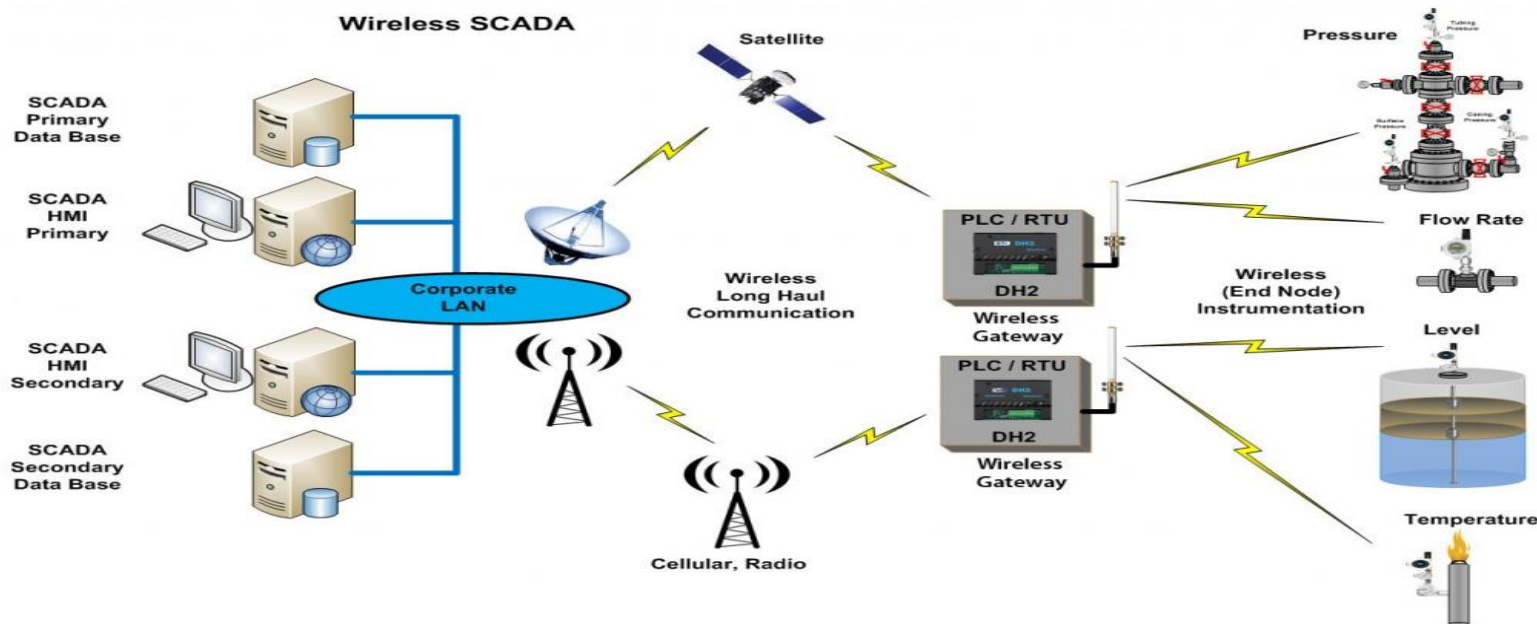 Wireless SCADA
SCADA
Primary
Data Base
SCADA
HMI
Primary
Corporate
LAN
SCADA
HMI
Secondary
SCADA
Secondary
Data Base
Satellite
Wireless
Long Haul
Communication
Cellular, Radio
PLC / RTU
DH2
DH2
Wireless
Gateway
PLC / RTU
DH2
DH2
Wireless
Gateway
Wireless
(End Node)
Instrumentation
Pressure
Tubing
Pressure
Surface
Pressure
Casing
Pressure
Flow Rate
Level
Temperature